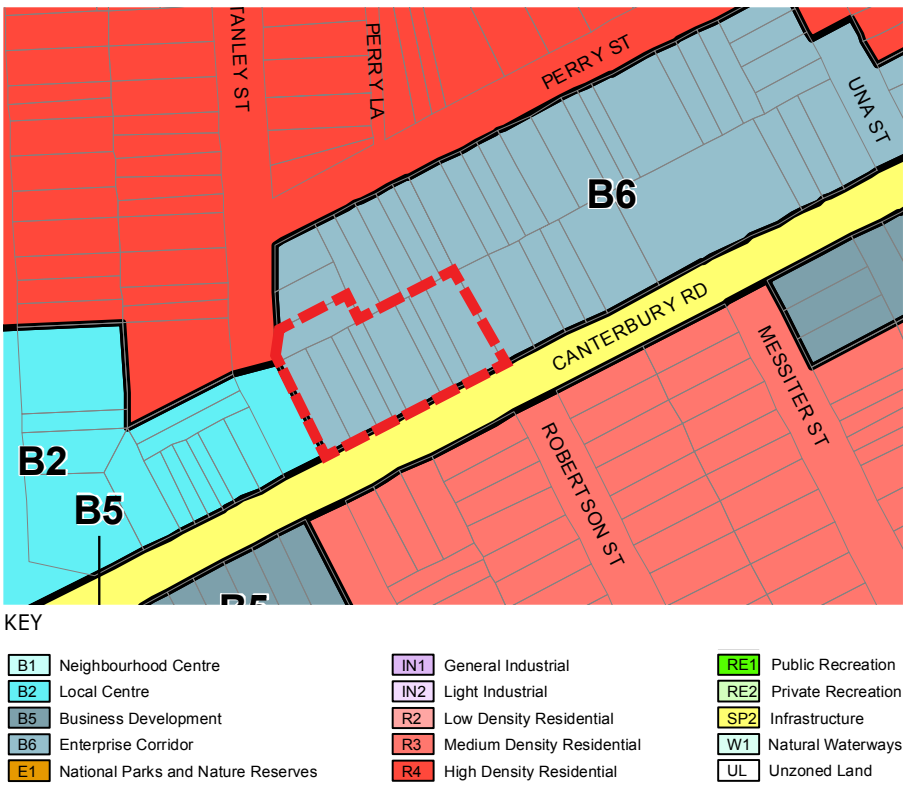 TANLEY ST
PERRY LA
PERRY ST
UNA ST
B6
CANTERBURY RD
MESSITER ST
ROBERTSON ST
B2
B5
B5
KEY
B1 Neighbourhood Centre
B2 Local Centre
B5 Business Development
B6 Enterprise Corridor
E1 National Parks and Nature Reserves
IN1 General Industrial
IN2 Light Industrial
R2 Low Density Residential
R3 Medium Density Residential
R4 High Density Residential
RE1 Public Recreation
RE2 Private Recreation
SP2 Infrastructure
W1 Natural Waterways
UL Unzoned Land